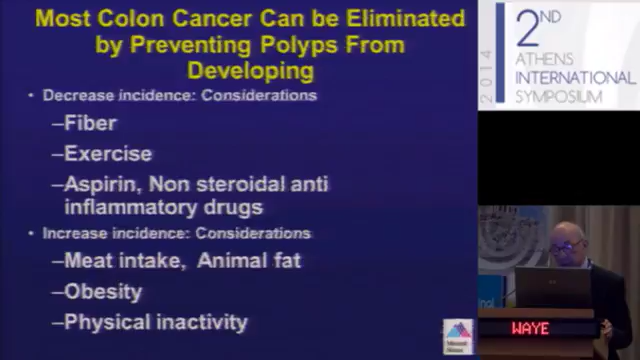 Most Colon Cancer Can be Eliminated
by Preventing Polyps From
Developing
• Decrease incidence: Considerations
–Fiber
–Exercise
–Aspirin, Non steroidal anti
inflammatory drugs
• Increase incidence: Considerations
–Meat intake, Animal fat
–Obesity
–Physical inactivity
2ND
ATHENS
INTERNATIONAL
SYMPOSIUM
2014
WAYE